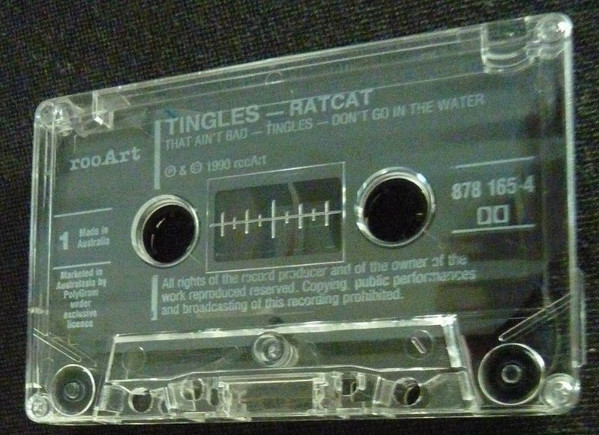 TINGLES — RATCAT
THAT AIN'T BAD — TINGLES — DON'T GO IN THE WATER
rooArt
℗ & © 1990 rooArt
878 165-4
1
Made in
Australia
Marketed in
Australasia by
PolyGram
under
exclusive
licence
All rights of the record producer and of the owner of the
work reproduced reserved. Copying, public performances
and broadcasting of this recording prohibited.